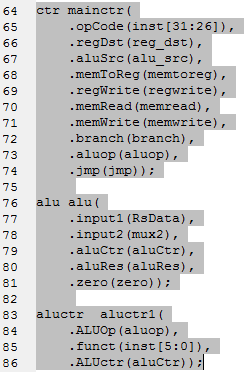 64 ctr mainctr(
65 .opCode(inst[31:26]),
66 .regDst(reg_dst),
67 .aluSrc(alu_src),
68 .memToReg(memtoreg),
69 .regWrite(regwrite),
70 .memRead(memread),
71 .memWrite(memwrite),
72 .branch(branch),
73 .aluop(aluop),
74 .jmp(jmp));
75
76 alu alu(
77 .input1(RsData),
78 .input2(mux2),
79 .aluCtr(aluCtr),
80 .aluRes(aluRes),
81 .zero(zero));
82
83 aluctr aluctr1(
84 .ALUOp(aluop),
85 .funct(inst[5:0]),
86 .ALUctr(aluCtr));